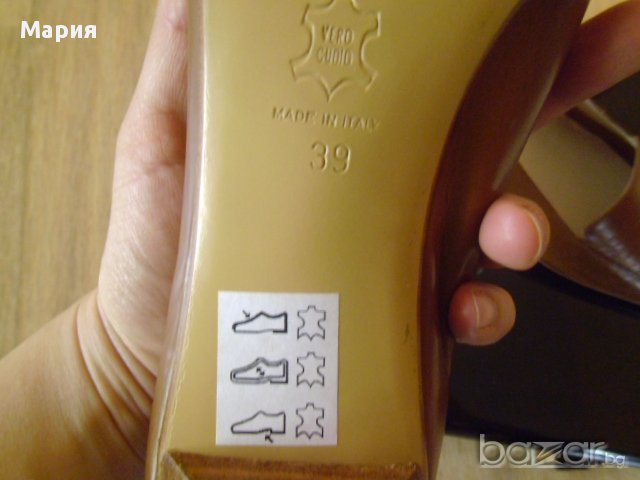 Мария
VERO
CUOIO
MADE IN ITALY
39
bazar.bg